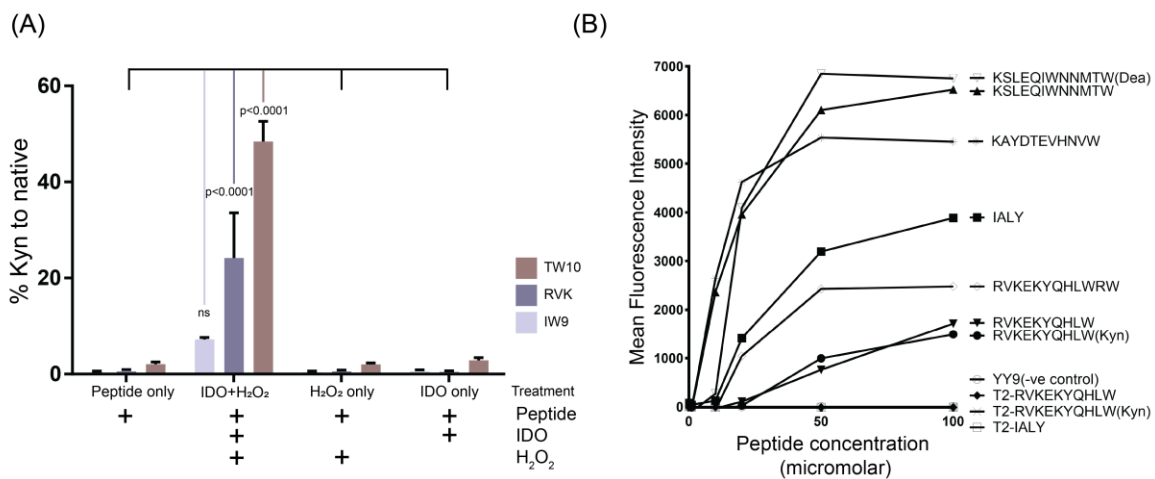 (A)
60
40
20
0
% Kyn to native
ns
p<0.0001
p<0.0001
TW10
RVK
IW9
Peptide only
IDO+H₂O₂
H₂O₂ only
IDO only
Treatment
+ + + + Peptide
+ + IDO
+ + H₂O₂
(B)
7000
6000
5000
4000
3000
2000
1000
0
Mean Fluorescence Intensity
0
50
100
Peptide concentration
(micromolar)
KSLEQIWNNMTW(Dea)
KSLEQIWNNMTW
KAYDTEVHNVW
IALY
RVKEKYQHLWRW
RVKEKYQHLW
RVKEKYQHLW(Kyn)
YY9(-ve control)
T2-RVKEKYQHLW
T2-RVKEKYQHLW(Kyn)
T2-IALY